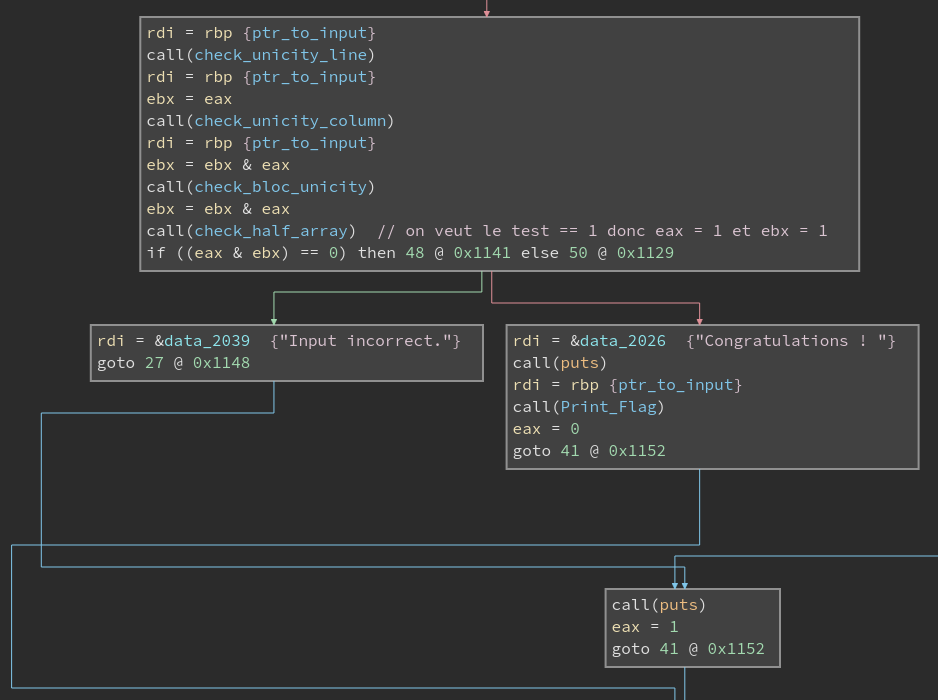 rdi = rbp {ptr_to_input}
call(check_unicity_line)
rdi = rbp {ptr_to_input}
ebx = eax
call(check_unicity_column)
rdi = rbp {ptr_to_input}
ebx = ebx & eax
call(check_bloc_unicity)
ebx = ebx & eax
call(check_half_array)  // on veut le test == 1 donc eax = 1 et ebx = 1
if ((eax & ebx) == 0) then 48 @ 0x1141 else 50 @ 0x1129
rdi = &data_2039  {"Input incorrect."}
goto 27 @ 0x1148
rdi = &data_2026  {"Congratulations ! "}
call(puts)
rdi = rbp {ptr_to_input}
call(Print_Flag)
eax = 0
goto 41 @ 0x1152
call(puts)
eax = 1
goto 41 @ 0x1152